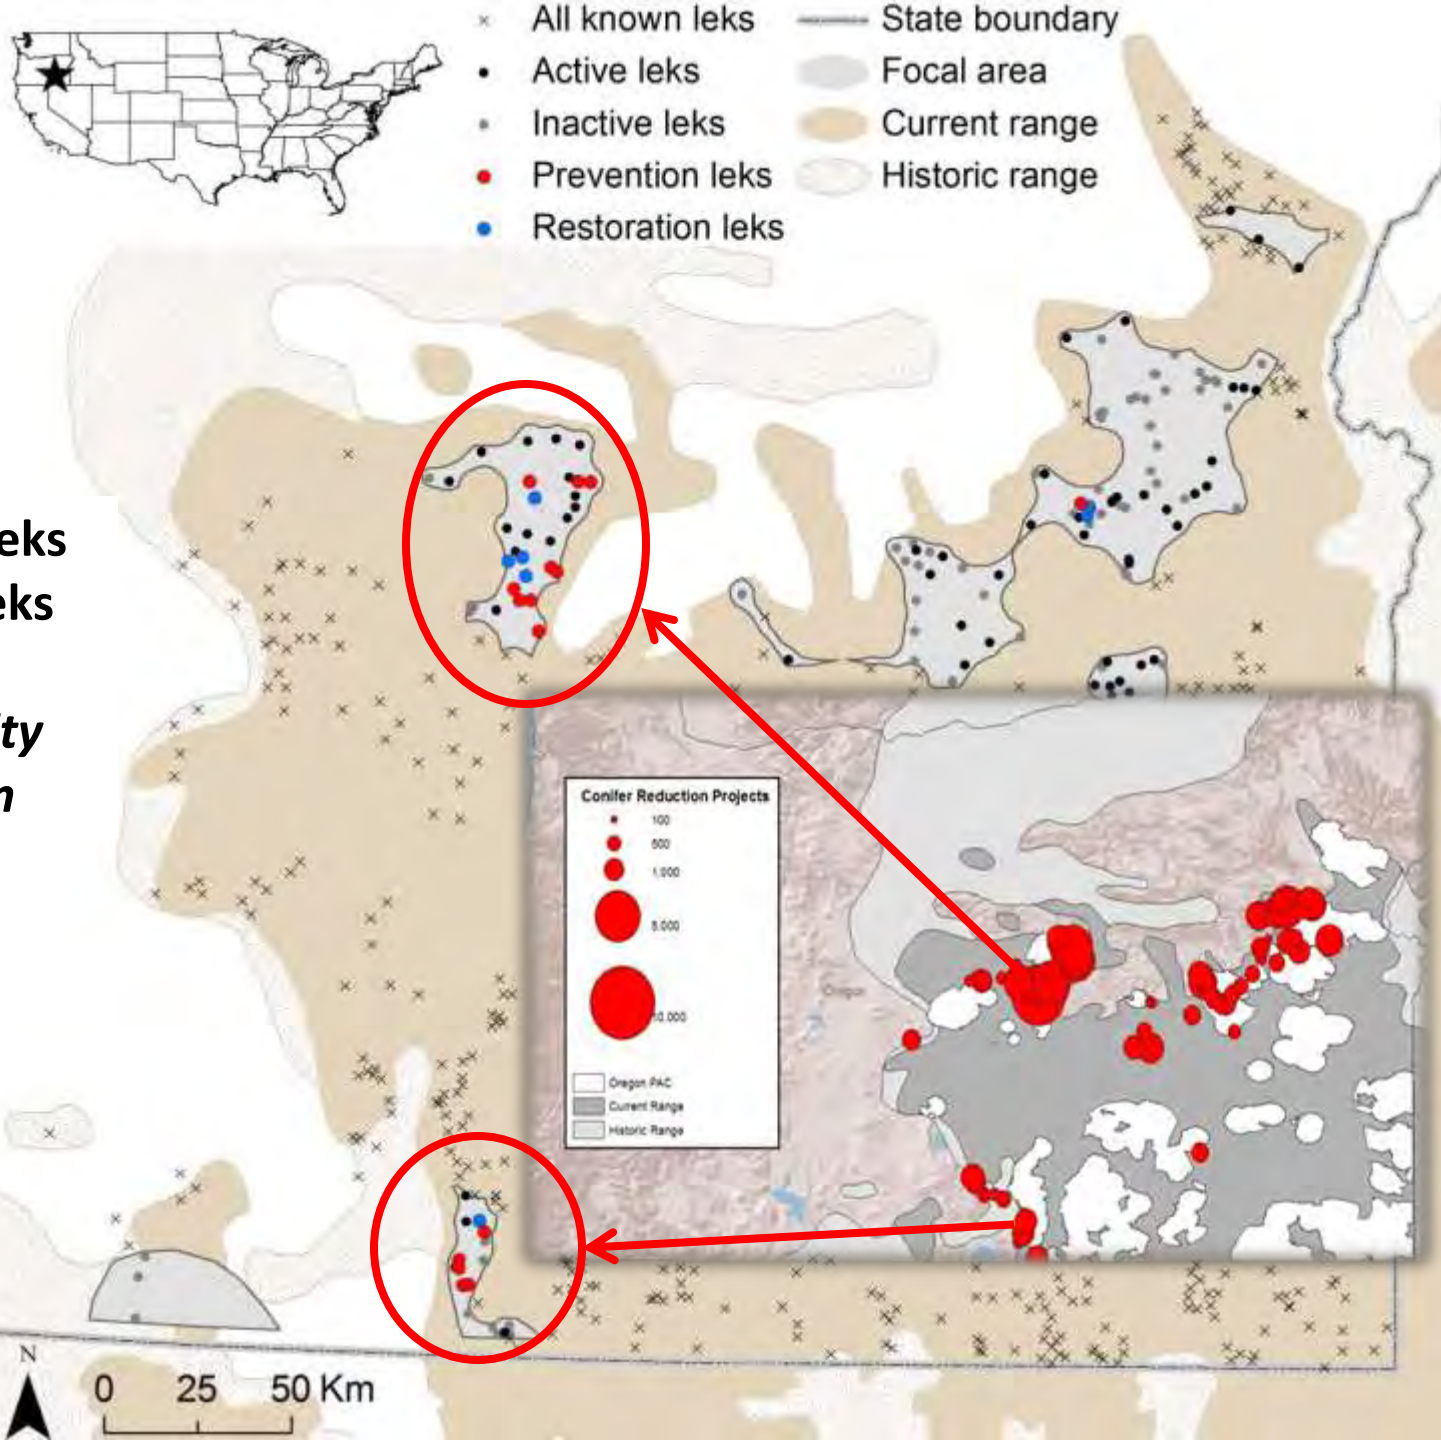 All known leks
Active leks
Inactive leks
Prevention leks
Restoration leks
State boundary
Focal area
Current range
Historic range
eks
eks
ity
n
Conifer Reduction Projects
100
500
1,000
5,000
10,000
Oregon PAC
Current Range
Historic Range
Oregon
N
0 25 50 Km